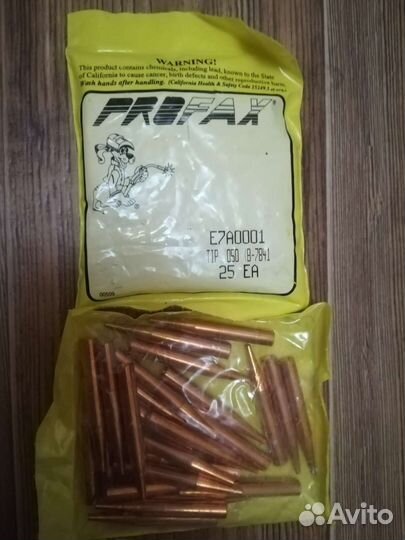 WARNING!
This product contains chemicals, including lead, known to the State
of California to cause cancer, birth defects and other reproductive harm.
Wash hands after handling. (California Health & Safety Code 25249.5 et seq.)
PROFAX®
E7A0001
TIP .050 (B-7841
25 EA
00509
Avito